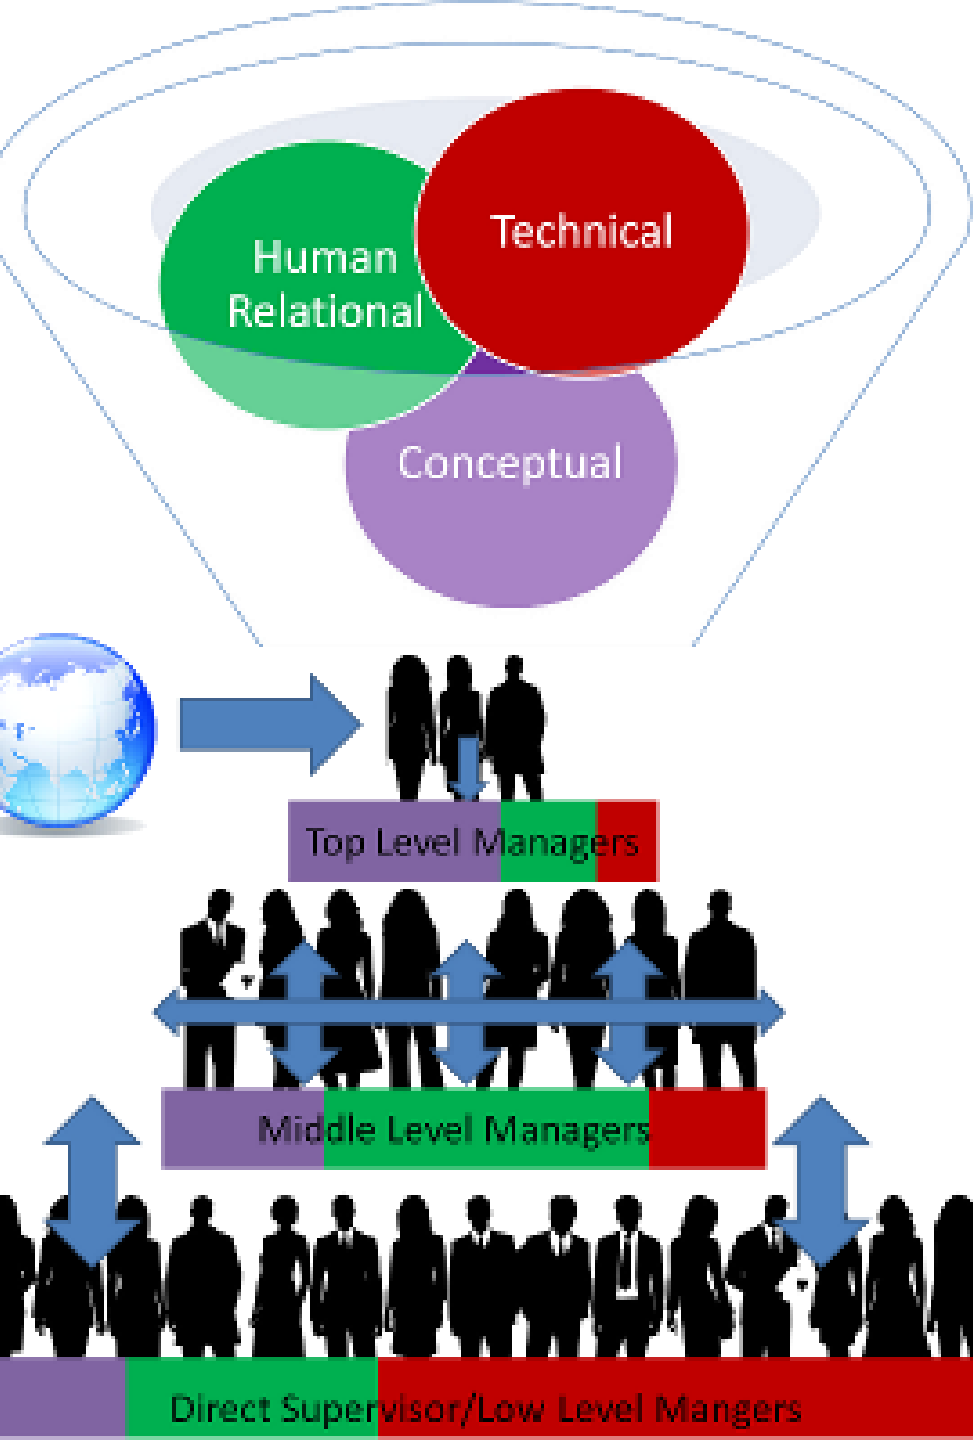 Technical
Human
Relational
Conceptual
Top Level Managers
Middle Level Managers
Direct Supervisor/Low Level Mangers